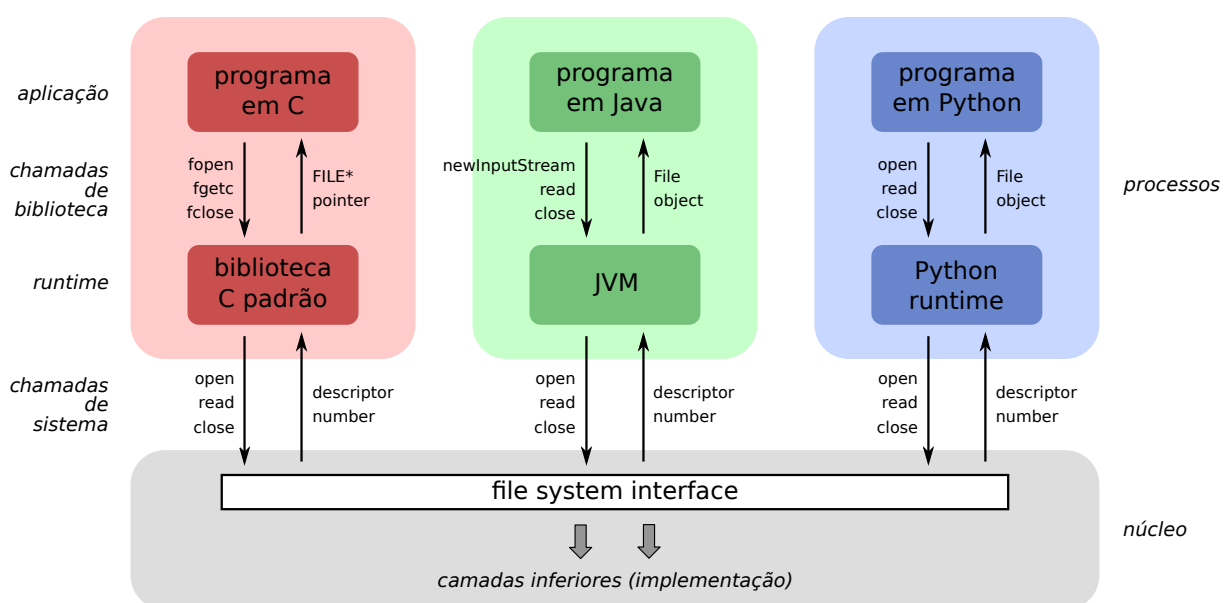 programa
em C
programa
em Java
programa
em Python
aplicação
chamadas
de
biblioteca
fopen
fgetc
fclose
FILE*
pointer
newInputStream
read
close
File
object
open
read
close
File
object
processos
runtime
biblioteca
C padrão
JVM
Python
runtime
chamadas
de
sistema
open
read
close
descriptor
number
open
read
close
descriptor
number
open
read
close
descriptor
number
file system interface
núcleo
camadas inferiores (implementação)